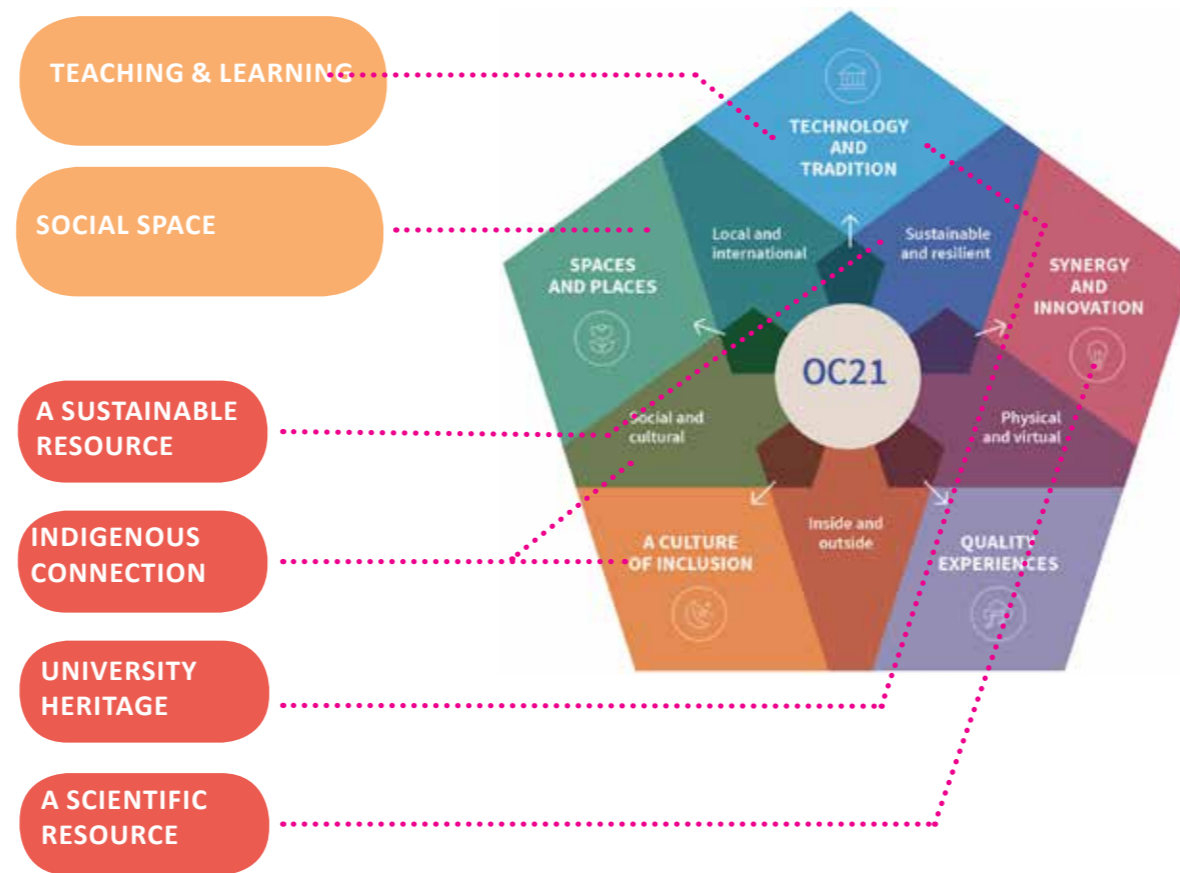 TEACHING & LEARNING
SOCIAL SPACE
A SUSTAINABLE
RESOURCE
INDIGENOUS
CONNECTION
UNIVERSITY
HERITAGE
A SCIENTIFIC
RESOURCE
TECHNOLOGY
AND
TRADITION
Local and
international
Sustainable
and resilient
SPACES
AND PLACES
SYNERGY
AND
INNOVATION
OC21
Social and
cultural
Physical
and virtual
A CULTURE
OF INCLUSION
Inside and
outside
QUALITY
EXPERIENCES